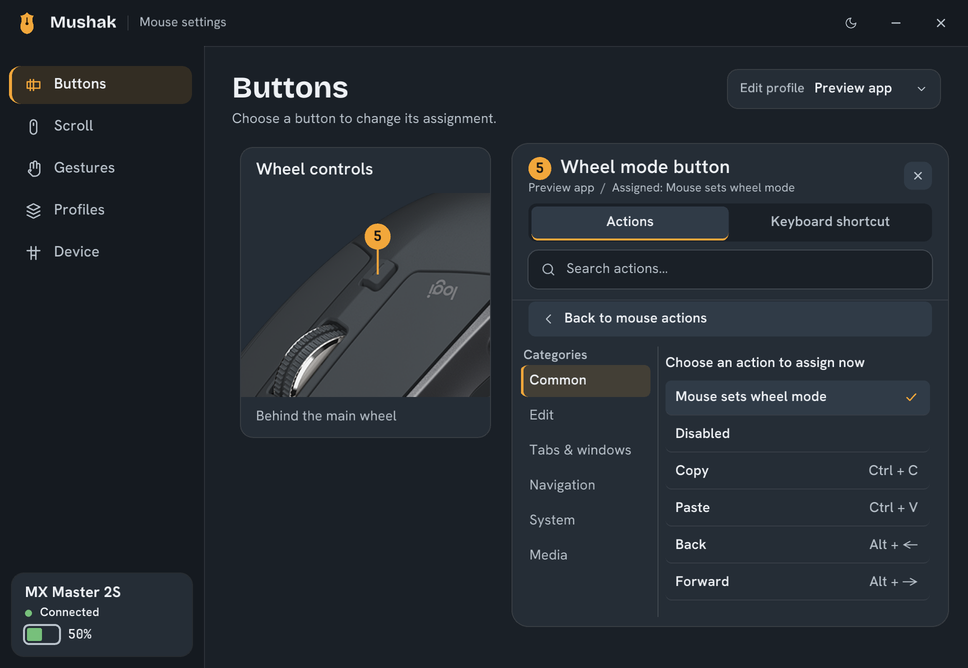 Mushak
Mouse settings
Buttons
Scroll
Gestures
Profiles
Device
MX Master 2S
Connected
50%
Buttons
Choose a button to change its assignment.
Edit profile Preview app
Wheel controls
5
logi
Behind the main wheel
5 Wheel mode button
Preview app / Assigned: Mouse sets wheel mode
Actions
Keyboard shortcut
Search actions...
Back to mouse actions
Categories
Common
Edit
Tabs & windows
Navigation
System
Media
Choose an action to assign now
Mouse sets wheel mode
Disabled
Copy Ctrl + C
Paste Ctrl + V
Back Alt + ←
Forward Alt + →